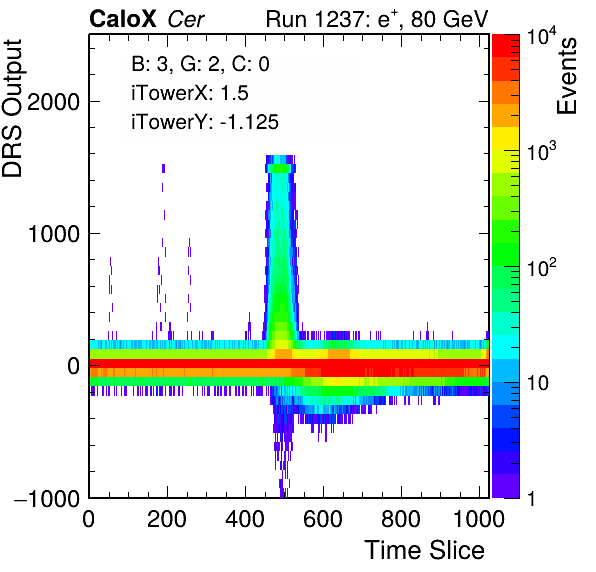 CaloX Cer Run 1237: e⁺, 80 GeV
B: 3, G: 2, C: 0
iTowerX: 1.5
iTowerY: -1.125
DRS Output
2000
1000
0
−1000
0 200 400 600 800 1000
Time Slice
Events
10⁴
10³
10²
10
1